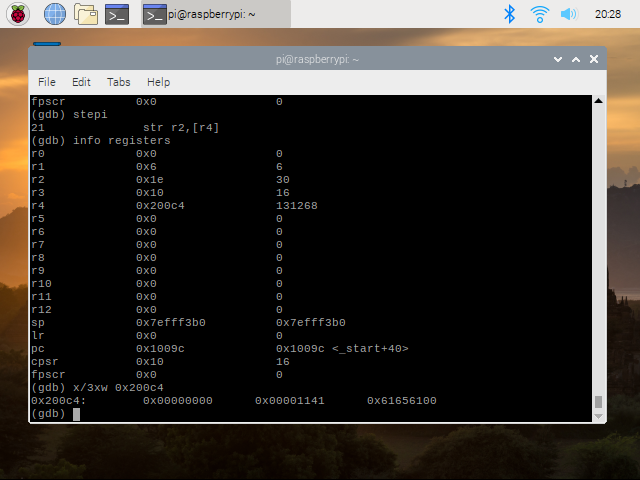 pi@raspberrypi: ~
20:28
pi@raspberrypi: ~
File Edit Tabs Help
fpscr 0x0 0
(gdb) stepi
21 str r2,[r4]
(gdb) info registers
r0 0x0 0
r1 0x6 6
r2 0x1e 30
r3 0x10 16
r4 0x200c4 131268
r5 0x0 0
r6 0x0 0
r7 0x0 0
r8 0x0 0
r9 0x0 0
r10 0x0 0
r11 0x0 0
r12 0x0 0
sp 0x7efff3b0 0x7efff3b0
lr 0x0 0
pc 0x1009c 0x1009c <_start+40>
cpsr 0x10 16
fpscr 0x0 0
(gdb) x/3xw 0x200c4
0x200c4: 0x00000000 0x00001141 0x61656100
(gdb)